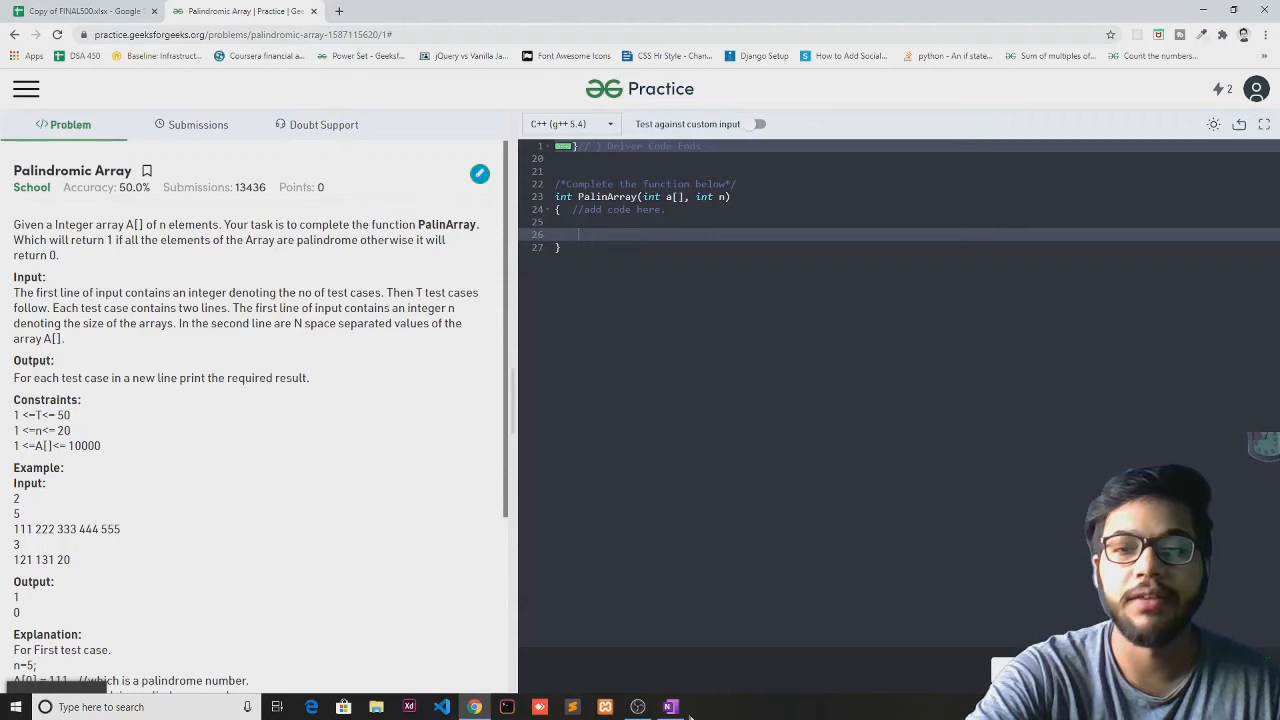 Copy of FINAL500.xlsx - Google S
Palindromic Array | Practice | Gee
practice.geeksforgeeks.org/problems/palindromic-array-1587115620/1#
Apps
DSA 450
Baseline: Infrastruct...
Coursera financial a...
Power Set - Geeksf...
jQuery vs Vanilla Ja...
Font Awesome Icons
CSS Hr Style - Chan...
Django Setup
How to Add Social...
python - An if state...
Sum of multiples of...
Count the numbers...
»
Practice
2
Problem
Submissions
Doubt Support
C++ (g++ 5.4)
Test against custom input
Palindromic Array
School Accuracy: 50.0% Submissions: 13436 Points: 0
Given a Integer array A[] of n elements. Your task is to complete the function PalinArray.
Which will return 1 if all the elements of the Array are palindrome otherwise it will
return 0.
Input:
The first line of input contains an integer denoting the no of test cases. Then T test cases
follow. Each test case contains two lines. The first line of input contains an integer n
denoting the size of the arrays. In the second line are N space separated values of the
array A[].
Output:
For each test case in a new line print the required result.
Constraints:
1 <=T<= 50
1 <=n<= 20
1 <=A[]<= 10000
Example:
Input:
2
5
111 222 333 444 555
3
121 131 20
Output:
1
0
Explanation:
For First test case.
n=5;
A[0] = 111 //which is a palindrome number.
1 }// } Driver Code Ends
20
21
22 /*Complete the function below*/
23 int PalinArray(int a[], int n)
24 { //add code here.
25
26
27 }
Type here to search